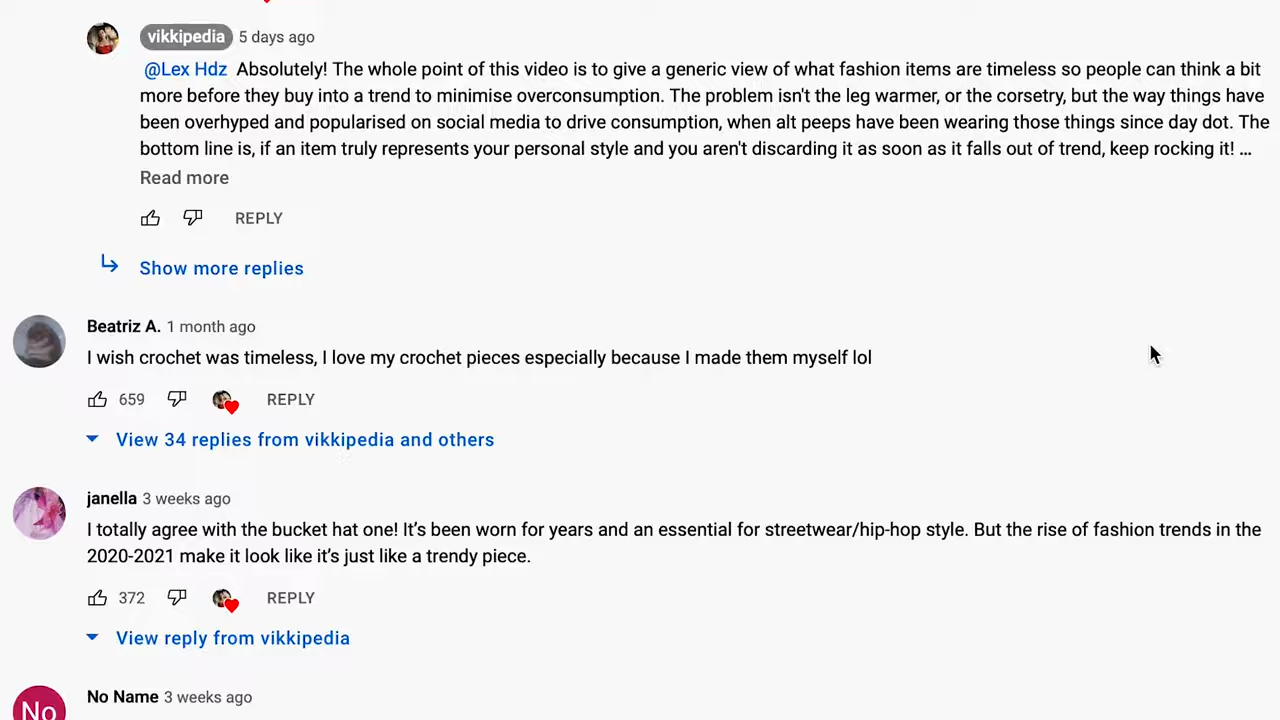 vikkipedia 5 days ago
@Lex Hdz Absolutely! The whole point of this video is to give a generic view of what fashion items are timeless so people can think a bit
more before they buy into a trend to minimise overconsumption. The problem isn't the leg warmer, or the corsetry, but the way things have
been overhyped and popularised on social media to drive consumption, when alt peeps have been wearing those things since day dot. The
bottom line is, if an item truly represents your personal style and you aren't discarding it as soon as it falls out of trend, keep rocking it! ...
Read more
REPLY
Show more replies
Beatriz A. 1 month ago
I wish crochet was timeless, I love my crochet pieces especially because I made them myself lol
659 REPLY
View 34 replies from vikkipedia and others
janella 3 weeks ago
I totally agree with the bucket hat one! It’s been worn for years and an essential for streetwear/hip-hop style. But the rise of fashion trends in the
2020-2021 make it look like it’s just like a trendy piece.
372 REPLY
View reply from vikkipedia
No Name 3 weeks ago
No